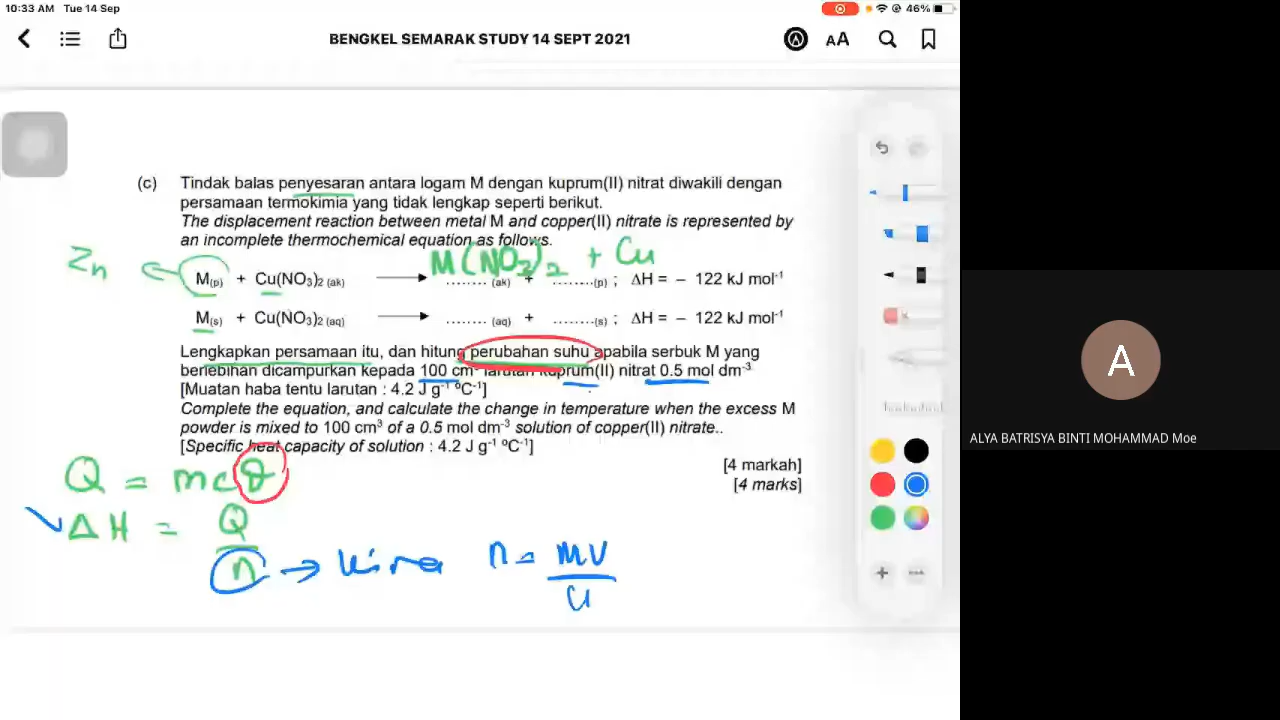 10:33 AM Tue 14 Sep
46%
BENGKEL SEMARAK STUDY 14 SEPT 2021
AA
(c) Tindak balas penyesaran antara logam M dengan kuprum(II) nitrat diwakili dengan
persamaan termokimia yang tidak lengkap seperti berikut.
The displacement reaction between metal M and copper(II) nitrate is represented by
an incomplete thermochemical equation as follows.
Zn
M(NO3)2 + Cu
M(p) + Cu(NO3)2 (ak) → ........ (ak) + ........(p) ; ΔH = − 122 kJ mol-1
M(s) + Cu(NO3)2 (aq) → ........ (aq) + ........(s) ; ΔH = − 122 kJ mol-1
Lengkapkan persamaan itu, dan hitung perubahan suhu apabila serbuk M yang
berlebihan dicampurkan kepada 100 cm³ larutan kuprum(II) nitrat 0.5 mol dm-3.
[Muatan haba tentu larutan : 4.2 J g-1 ºC-1]
Complete the equation, and calculate the change in temperature when the excess M
powder is mixed to 100 cm³ of a 0.5 mol dm-3 solution of copper(II) nitrate..
[Specific heat capacity of solution : 4.2 J g-1 ºC-1]
[4 markah]
[4 marks]
Q = mcθ
ΔH = Q
n → kira n = MV
A
ALYA BATRISYA BINTI MOHAMMAD Moe